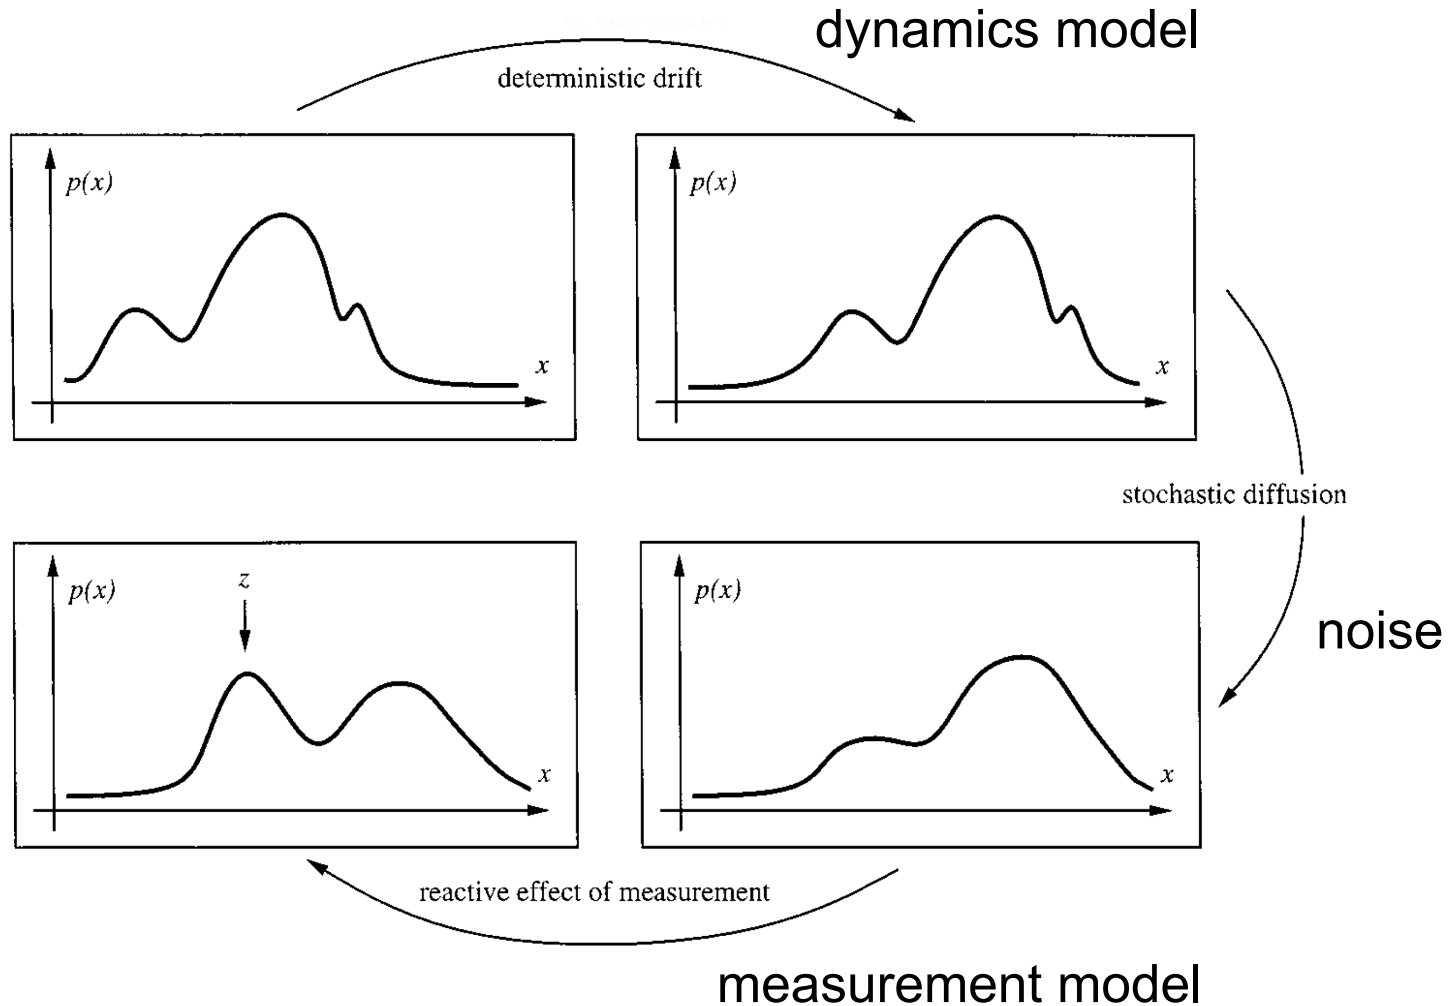 dynamics model
deterministic drift
p(x)
x
p(x)
x
stochastic diffusion
p(x)
z
x
p(x)
x
noise
reactive effect of measurement
measurement model